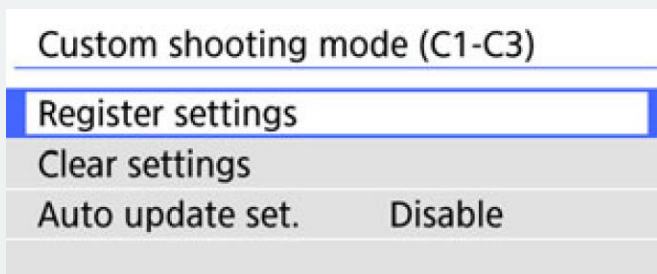 Custom shooting mode (C1-C3)
Register settings
Clear settings
Auto update set. Disable